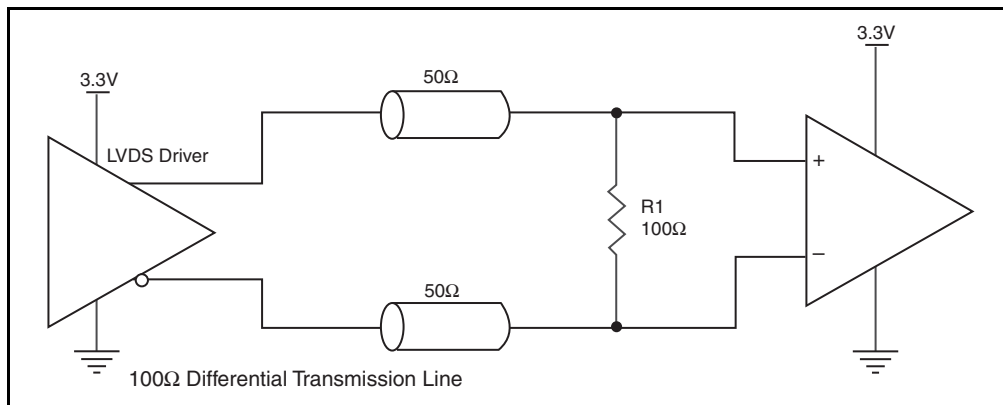 3.3V
3.3V
50Ω
LVDS Driver
+
R1
100Ω
–
50Ω
100Ω Differential Transmission Line